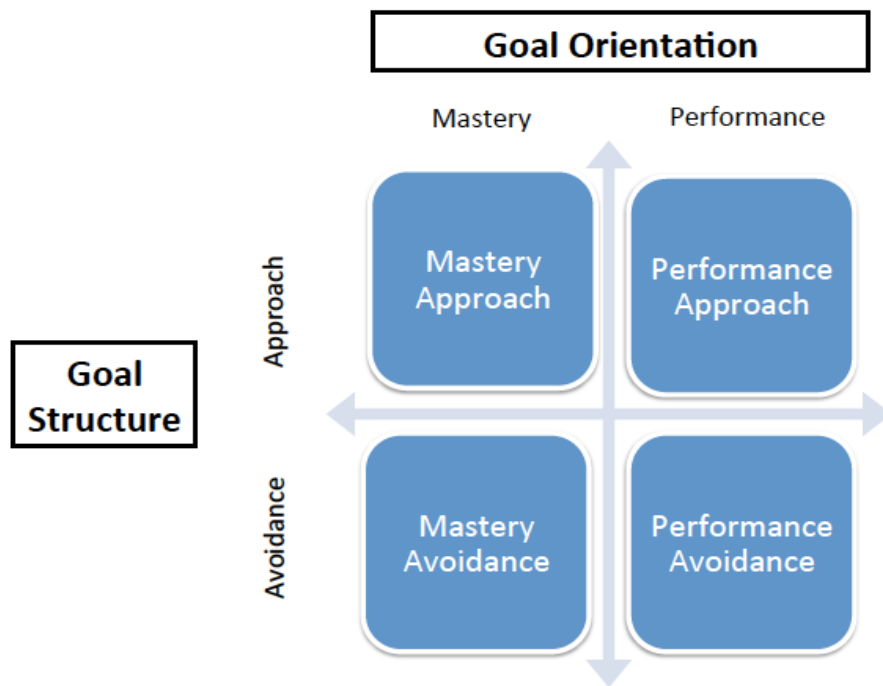 Goal Orientation
Mastery
Performance
Approach
Mastery
Approach
Performance
Approach
Goal
Structure
Avoidance
Mastery
Avoidance
Performance
Avoidance